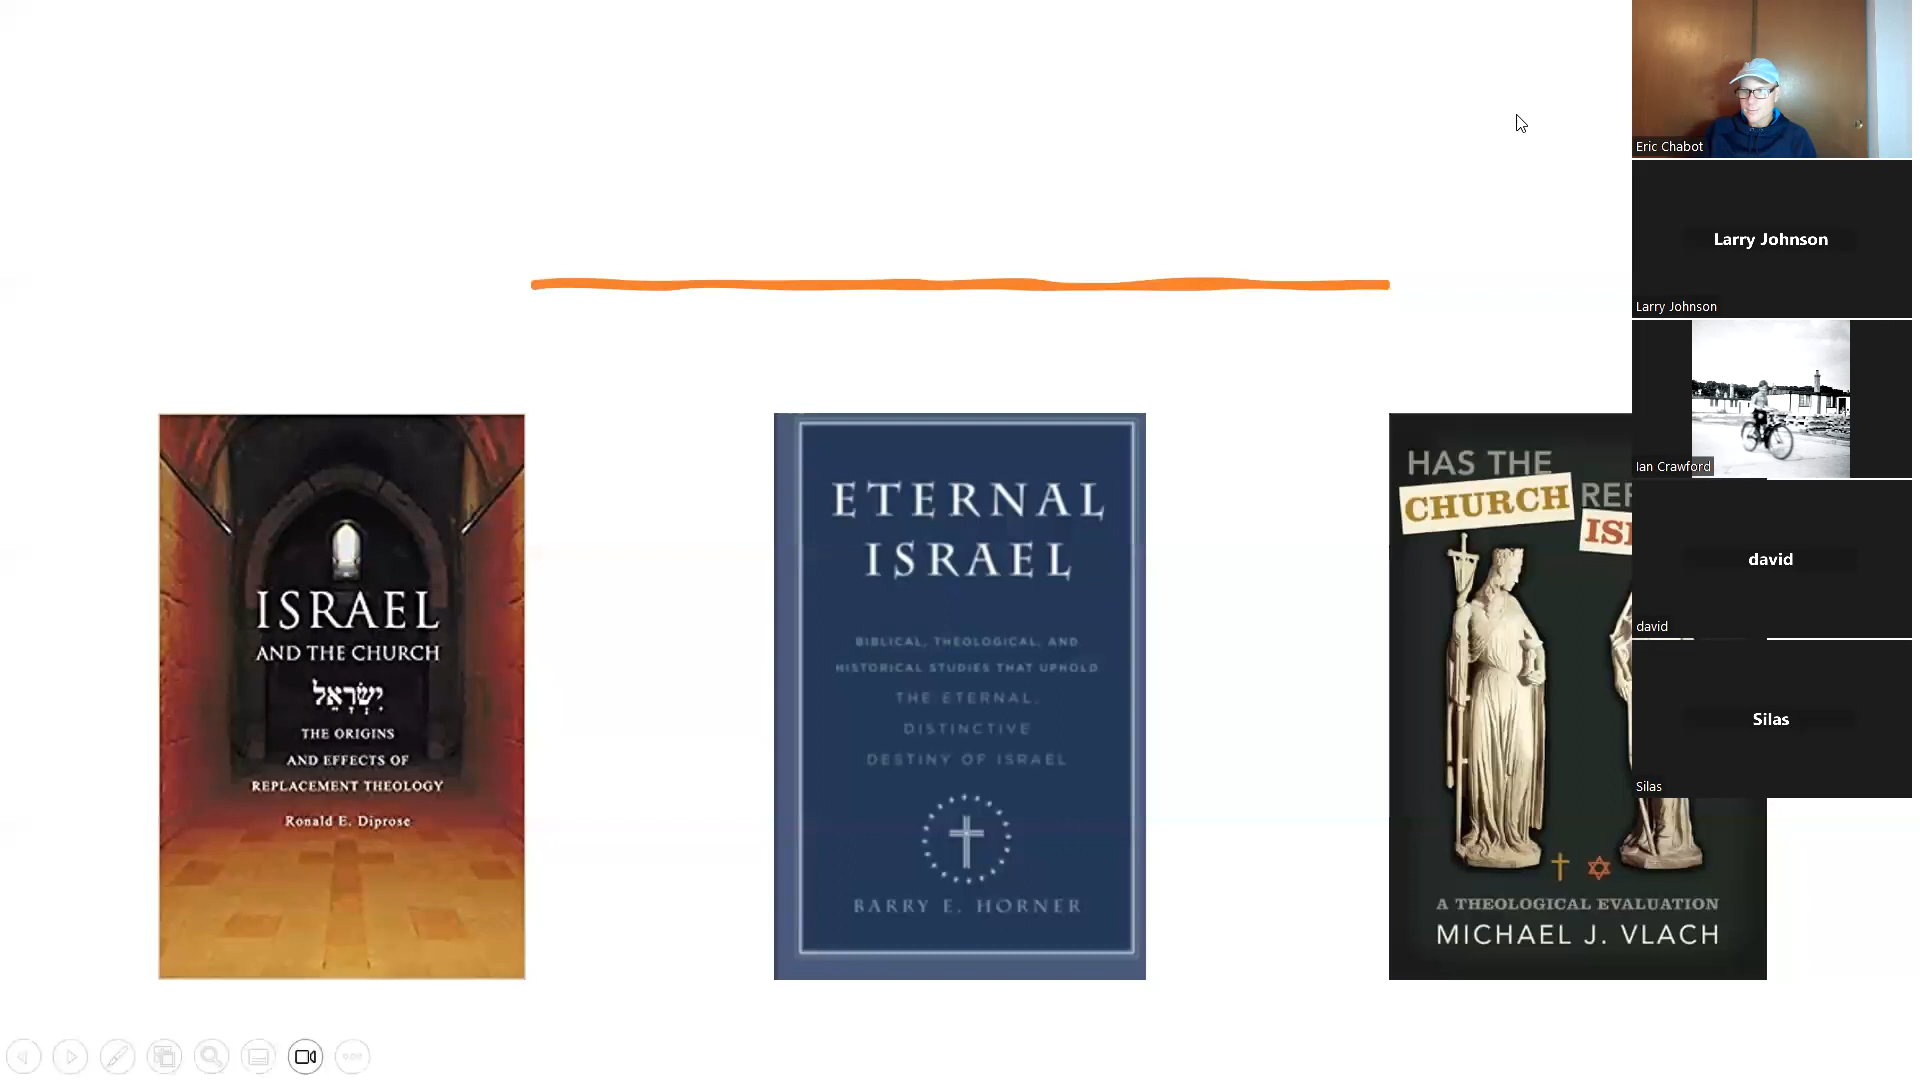 ISRAEL
AND THE CHURCH
יִשְׂרָאֵל
THE ORIGINS
AND EFFECTS OF
REPLACEMENT THEOLOGY
Ronald E. Diprose
ETERNAL
ISRAEL
BIBLICAL, THEOLOGICAL, AND
HISTORICAL STUDIES THAT UPHOLD
THE ETERNAL,
DISTINCTIVE
DESTINY OF ISRAEL
BARRY E. HORNER
HAS THE
CHURCH REP
IS
A THEOLOGICAL EVALUATION
MICHAEL J. VLACH
Eric Chabot
Larry Johnson
Larry Johnson
Ian Crawford
david
david
Silas
Silas